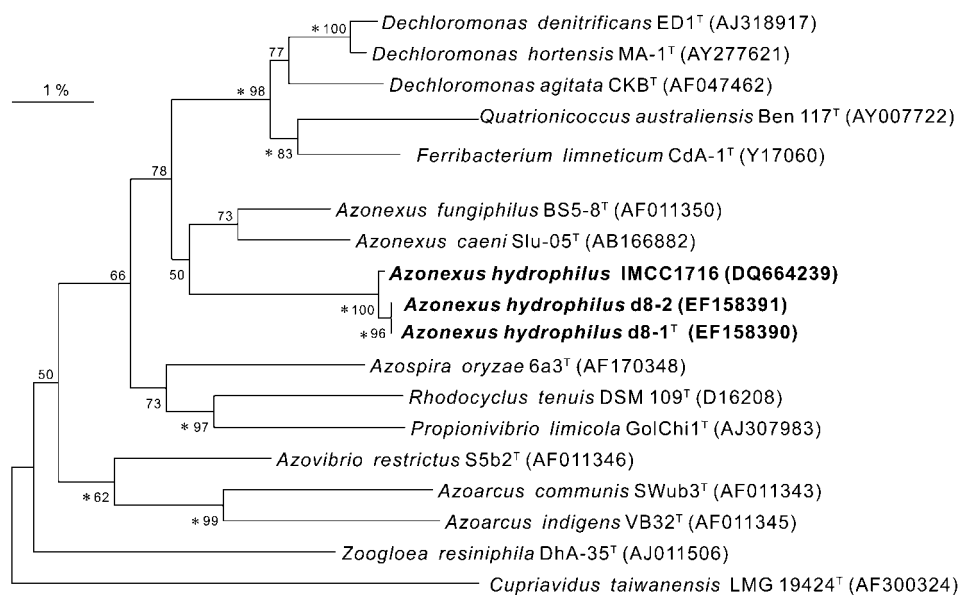 Dechloromonas denitrificans ED1ᵀ (AJ318917)
*100
Dechloromonas hortensis MA-1ᵀ (AY277621)
77
Dechloromonas agitata CKBᵀ (AF047462)
1 %
*98
Quatrionicoccus australiensis Ben 117ᵀ (AY007722)
*83
Ferribacterium limneticum CdA-1ᵀ (Y17060)
78
Azonexus fungiphilus BS5-8ᵀ (AF011350)
73
Azonexus caeni Slu-05ᵀ (AB166882)
66
50
Azonexus hydrophilus IMCC1716 (DQ664239)
*100
Azonexus hydrophilus d8-2 (EF158391)
*96
Azonexus hydrophilus d8-1ᵀ (EF158390)
Azospira oryzae 6a3ᵀ (AF170348)
50
73
Rhodocyclus tenuis DSM 109ᵀ (D16208)
*97
Propionivibrio limicola GolChi1ᵀ (AJ307983)
Azovibrio restrictus S5b2ᵀ (AF011346)
*62
Azoarcus communis SWub3ᵀ (AF011343)
*99
Azoarcus indigens VB32ᵀ (AF011345)
Zoogloea resiniphila DhA-35ᵀ (AJ011506)
Cupriavidus taiwanensis LMG 19424ᵀ (AF300324)